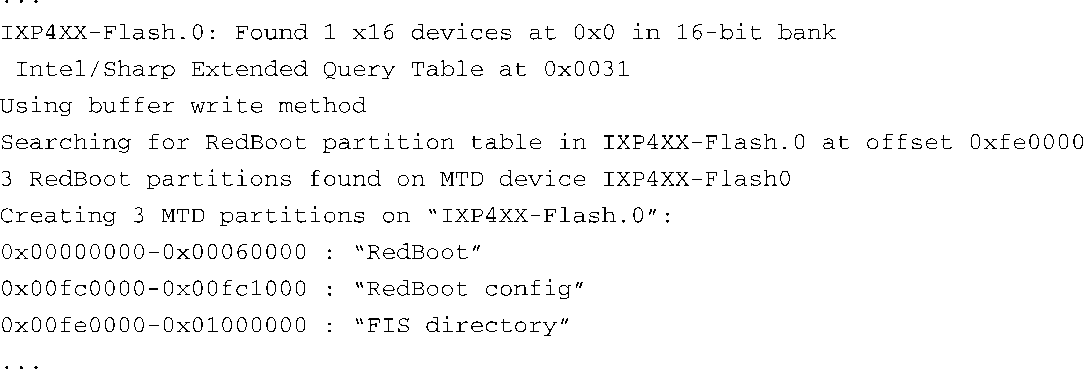 ...
IXP4XX-Flash.0: Found 1 x16 devices at 0x0 in 16-bit bank
Intel/Sharp Extended Query Table at 0x0031
Using buffer write method
Searching for RedBoot partition table in IXP4XX-Flash.0 at offset 0xfe0000
3 RedBoot partitions found on MTD device IXP4XX-Flash0
Creating 3 MTD partitions on “IXP4XX-Flash.0”:
0x00000000-0x00060000 : “RedBoot”
0x00fc0000-0x00fc1000 : “RedBoot config”
0x00fe0000-0x01000000 : “FIS directory”
...